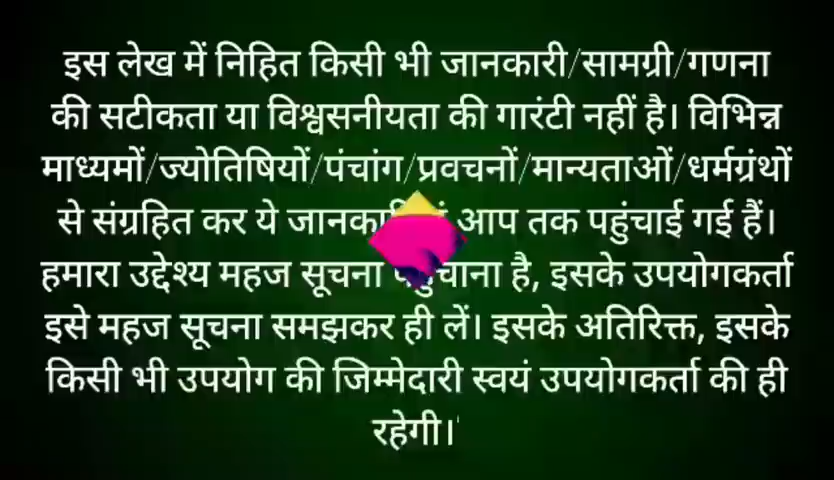 इस लेख में निहित किसी भी जानकारी/सामग्री/गणना
की सटीकता या विश्वसनीयता की गारंटी नहीं है। विभिन्न
माध्यमों/ज्योतिषियों/पंचांग/प्रवचनों/मान्यताओं/धर्मग्रंथों
से संग्रहित कर ये आप तक पहुंचाई गई हैं।
हमारा उद्देश्य महज सूचना है, इसके उपयोगकर्ता
इसे महज सूचना समझकर ही लें। इसके अतिरिक्त, इसके
किसी भी उपयोग की जिम्मेदारी स्वयं उपयोगकर्ता की ही
रहेगी।'